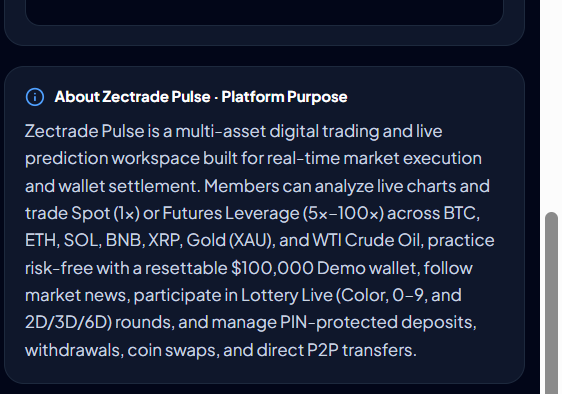 About Zectrade Pulse · Platform Purpose
Zectrade Pulse is a multi-asset digital trading and live
prediction workspace built for real-time market execution
and wallet settlement. Members can analyze live charts and
trade Spot (1×) or Futures Leverage (5×–100×) across BTC,
ETH, SOL, BNB, XRP, Gold (XAU), and WTI Crude Oil, practice
risk-free with a resettable $100,000 Demo wallet, follow
market news, participate in Lottery Live (Color, 0–9, and
2D/3D/6D) rounds, and manage PIN-protected deposits,
withdrawals, coin swaps, and direct P2P transfers.